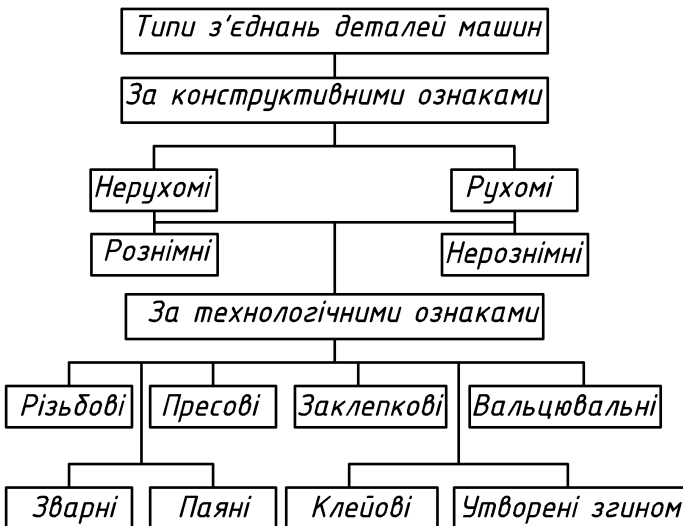 Типи з'єднань деталей машин
За конструктивними ознаками
Нерухомі Рухомі
Рознімні Нерознімні
За технологічними ознаками
Різьбові Пресові Заклепкові Вальцювальні
Зварні Паяні Клейові Утворені згином